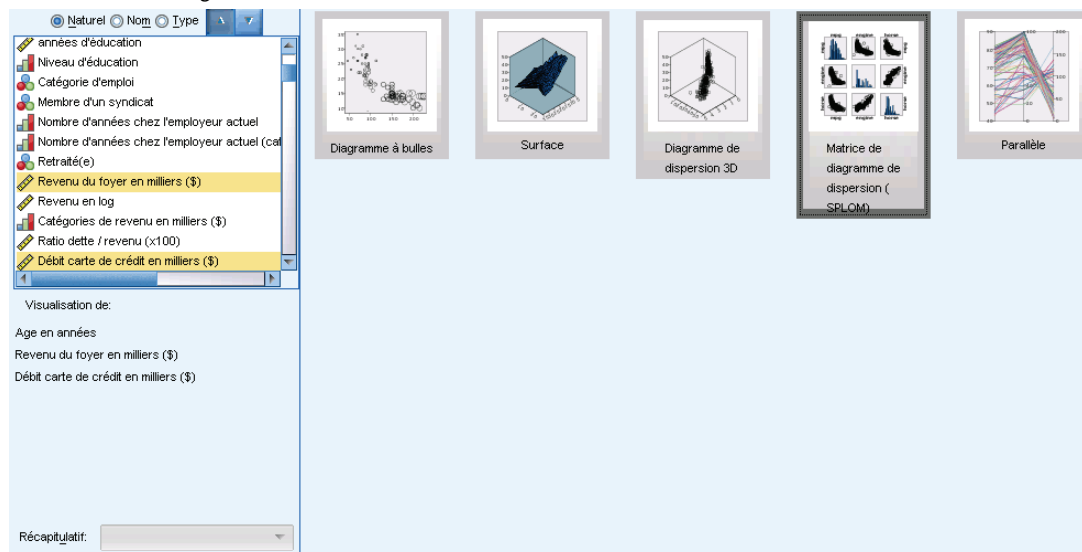 Naturel Nom Type
années d'éducation
Niveau d'éducation
Catégorie d'emploi
Membre d'un syndicat
Nombre d'années chez l'employeur actuel
Nombre d'années chez l'employeur actuel (cat
Retraité(e)
Revenu du foyer en milliers ($)
Revenu en log
Catégories de revenu en milliers ($)
Ratio dette / revenu (x100)
Débit carte de crédit en milliers ($)
Visualisation de:
Age en années
Revenu du foyer en milliers ($)
Débit carte de crédit en milliers ($)
Récapitulatif:
Diagramme à bulles
Surface
Diagramme de
dispersion 3D
Matrice de
diagramme de
dispersion (
SPLOM)
Parallèle